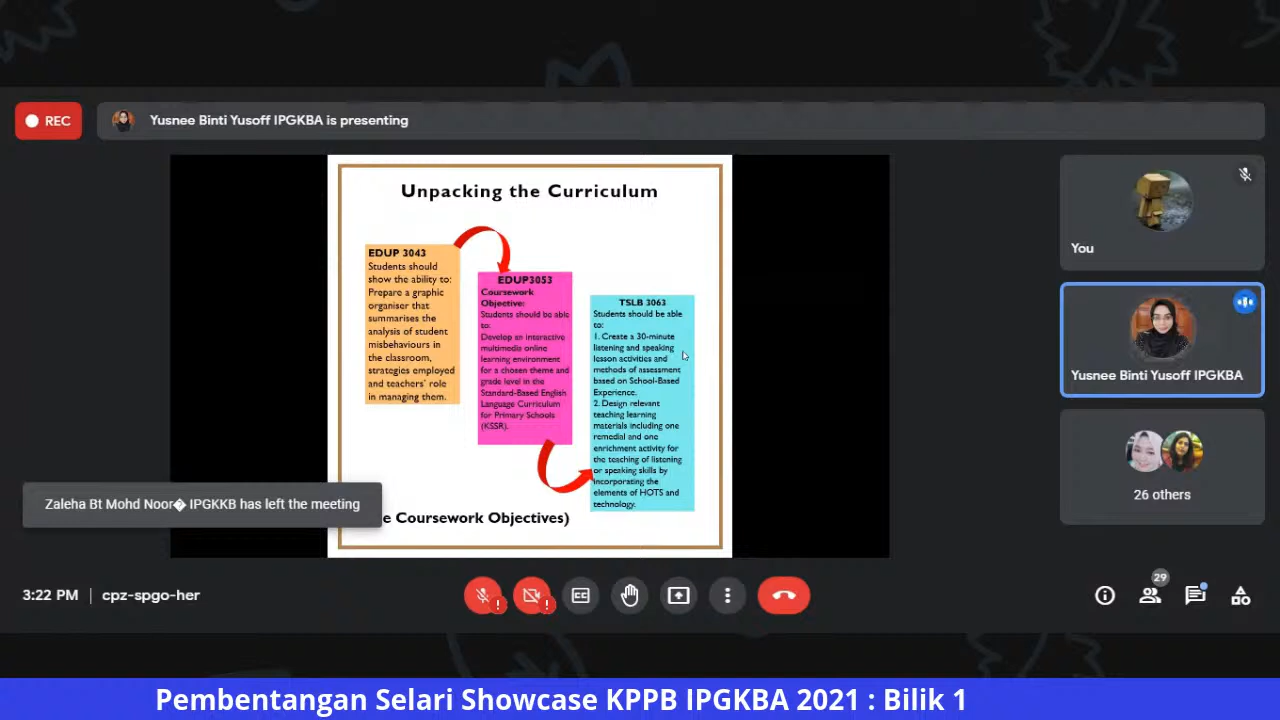 REC
Yusnee Binti Yusoff IPGKBA is presenting
Unpacking the Curriculum
EDUP 3043
Students should
show the ability to:
Prepare a graphic
organiser that
summarises the
analysis of student
misbehaviours in
the classroom,
strategies employed
and teachers' role
in managing them.
EDUP3053
Coursework
Objective:
Students should be able
to:
Develop an interactive
multimedia online
learning environment
for a chosen theme and
grade level in the
Standard-Based English
Language Curriculum
for Primary Schools
(KSSR).
TSLB 3063
Students should be able
to:
1. Create a 30-minute
listening and speaking
lesson activities and
methods of assessment
based on School-Based
Experience.
2. Design relevant
teaching learning
materials including one
remedial and one
enrichment activity for
the teaching of listening
or speaking skills by
incorporating the
elements of HOTS and
technology.
e Coursework Objectives)
You
Yusnee Binti Yusoff IPGKBA
26 others
Zaleha Bt Mohd Noor� IPGKKB has left the meeting
3:22 PM | cpz-spgo-her
CC
29
Pembentangan Selari Showcase KPPB IPGKBA 2021 : Bilik 1